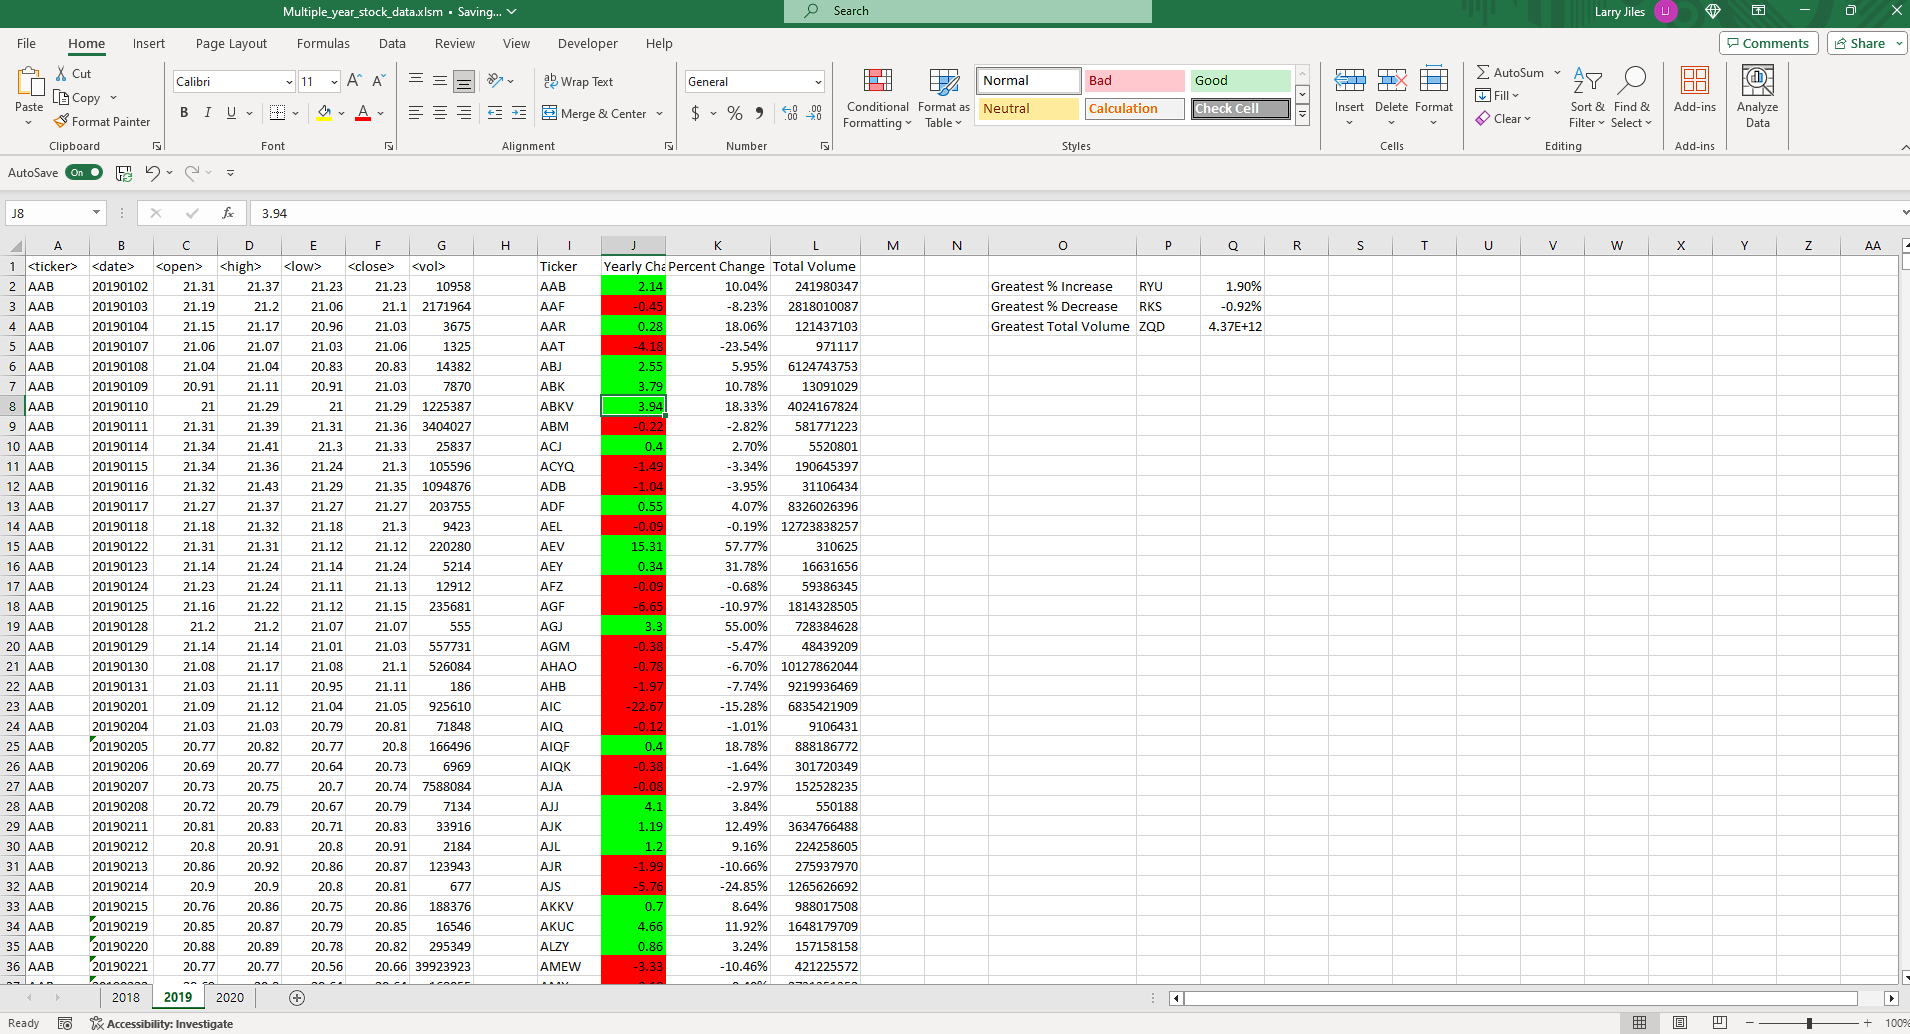 Multiple_year_stock_data.xlsm • Saving...
Search
Larry Jiles
LJ
File Home Insert Page Layout Formulas Data Review View Developer Help
Comments Share
Paste
Cut
Copy
Format Painter
Clipboard
Calibri 11
B I U
Font
Wrap Text
Merge & Center
Alignment
General
$ %
Number
Conditional Formatting
Format as Table
Normal Bad Good
Neutral Calculation Check Cell
Styles
Insert Delete Format
Cells
AutoSum
Fill
Clear
Sort & Filter
Find & Select
Editing
Add-ins
Add-ins
Analyze Data
AutoSave On
J8 fx 3.94
A B C D E F G H I J K L M N O P Q R S T U V W X Y Z AA
1 <ticker> <date> <open> <high> <low> <close> <vol> Ticker Yearly Cha Percent Change Total Volume
2 AAB 20190102 21.31 21.37 21.23 21.23 10958 AAB 2.14 10.04% 241980347 Greatest % Increase RYU 1.90%
3 AAB 20190103 21.19 21.2 21.06 21.1 2171964 AAF -0.45 -8.23% 2818010087 Greatest % Decrease RKS -0.92%
4 AAB 20190104 21.15 21.17 20.96 21.03 3675 AAR 0.28 18.06% 121437103 Greatest Total Volume ZQD 4.37E+12
5 AAB 20190107 21.06 21.07 21.03 21.06 1325 AAT -4.18 -23.54% 971117
6 AAB 20190108 21.04 21.04 20.83 20.83 14382 ABJ 2.55 5.95% 6124743753
7 AAB 20190109 20.91 21.11 20.91 21.03 7870 ABK 3.79 10.78% 13091029
8 AAB 20190110 21 21.29 21 21.29 1225387 ABKV 3.94 18.33% 4024167824
9 AAB 20190111 21.31 21.39 21.31 21.36 3404027 ABM -0.22 -2.82% 581771223
10 AAB 20190114 21.34 21.41 21.3 21.33 25837 ACJ 0.4 2.70% 5520801
11 AAB 20190115 21.34 21.36 21.24 21.3 105596 ACYQ -1.49 -3.34% 190645397
12 AAB 20190116 21.32 21.43 21.29 21.35 1094876 ADB -1.04 -3.95% 31106434
13 AAB 20190117 21.27 21.37 21.27 21.27 203755 ADF 0.55 4.07% 8326026396
14 AAB 20190118 21.18 21.32 21.18 21.3 9423 AEL -0.09 -0.19% 12723838257
15 AAB 20190122 21.31 21.31 21.12 21.12 220280 AEV 15.31 57.77% 310625
16 AAB 20190123 21.14 21.24 21.14 21.24 5214 AEY 0.34 31.78% 16631656
17 AAB 20190124 21.23 21.24 21.11 21.13 12912 AFZ -0.09 -0.68% 59386345
18 AAB 20190125 21.16 21.22 21.12 21.15 235681 AGF -6.65 -10.97% 1814328505
19 AAB 20190128 21.2 21.2 21.07 21.07 555 AGJ 3.3 55.00% 728384628
20 AAB 20190129 21.14 21.14 21.01 21.03 557731 AGM -0.38 -5.47% 48439209
21 AAB 20190130 21.08 21.17 21.08 21.1 526084 AHAO -0.78 -6.70% 10127862044
22 AAB 20190131 21.03 21.11 20.95 21.11 186 AHB -1.97 -7.74% 9219936469
23 AAB 20190201 21.09 21.12 21.04 21.05 925610 AIC -22.67 -15.28% 6835421909
24 AAB 20190204 21.03 21.03 20.79 20.81 71848 AIQ -0.12 -1.01% 9106431
25 AAB 20190205 20.77 20.82 20.77 20.8 166496 AIQF 0.4 18.78% 888186772
26 AAB 20190206 20.69 20.77 20.64 20.73 6969 AIQK -0.38 -1.64% 301720349
27 AAB 20190207 20.73 20.75 20.7 20.74 7588084 AJA -0.08 -2.97% 152528235
28 AAB 20190208 20.72 20.79 20.67 20.79 7134 AJJ 4.1 3.84% 550188
29 AAB 20190211 20.81 20.83 20.71 20.83 33916 AJK 1.19 12.49% 3634766488
30 AAB 20190212 20.8 20.91 20.8 20.91 2184 AJL 1.2 9.16% 224258605
31 AAB 20190213 20.86 20.92 20.86 20.87 123943 AJR -1.99 -10.66% 275937970
32 AAB 20190214 20.9 20.9 20.8 20.81 677 AJS -5.76 -24.85% 1265626692
33 AAB 20190215 20.76 20.86 20.75 20.86 188376 AKKV 0.7 8.64% 988017508
34 AAB 20190219 20.85 20.87 20.79 20.85 16546 AKUC 4.66 11.92% 1648179709
35 AAB 20190220 20.88 20.89 20.78 20.82 295349 ALZY 0.86 3.24% 157158158
36 AAB 20190221 20.77 20.77 20.56 20.66 39923923 AMEW -3.33 -10.46% 421225572
2018 2019 2020
Ready Accessibility: Investigate 100%